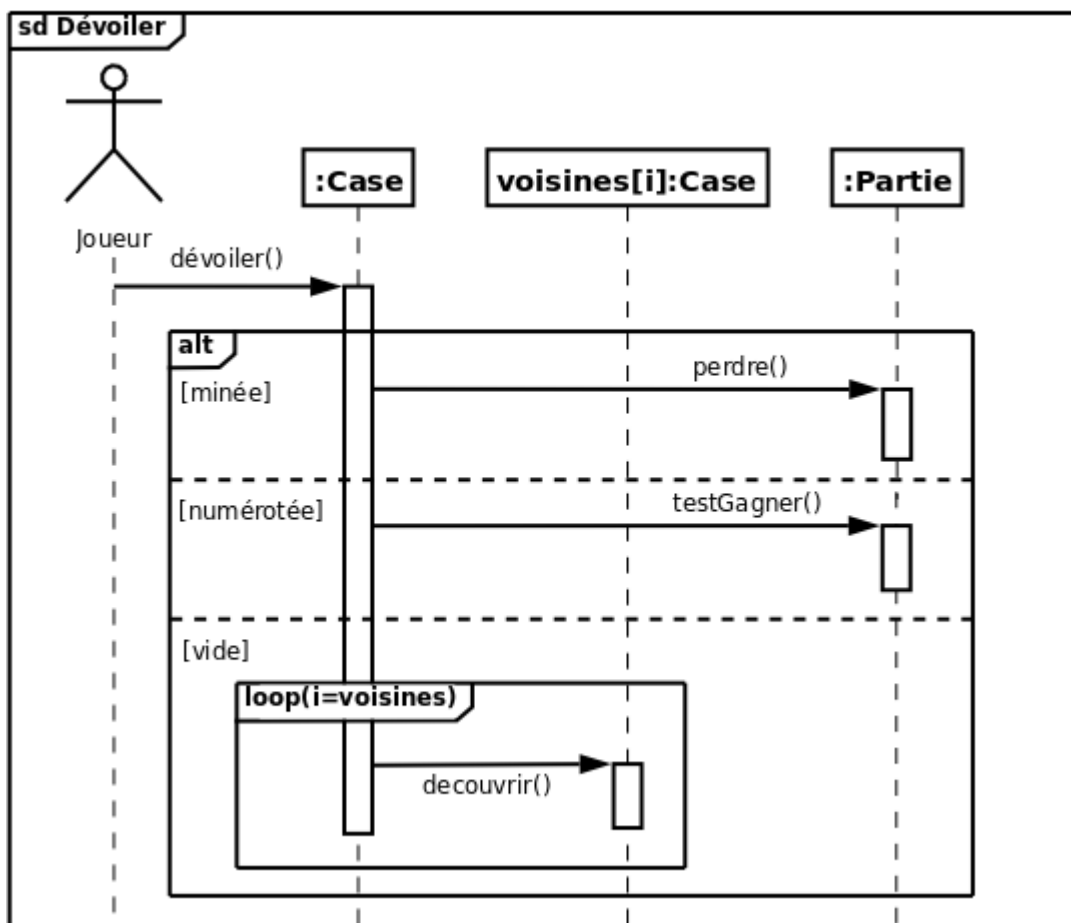 sd Dévoiler
:Case
voisines[i]:Case
:Partie
Joueur
dévoiler()
alt
[minée]
perdre()
[numérotée]
testGagner()
[vide]
loop(i=voisines)
decouvrir()